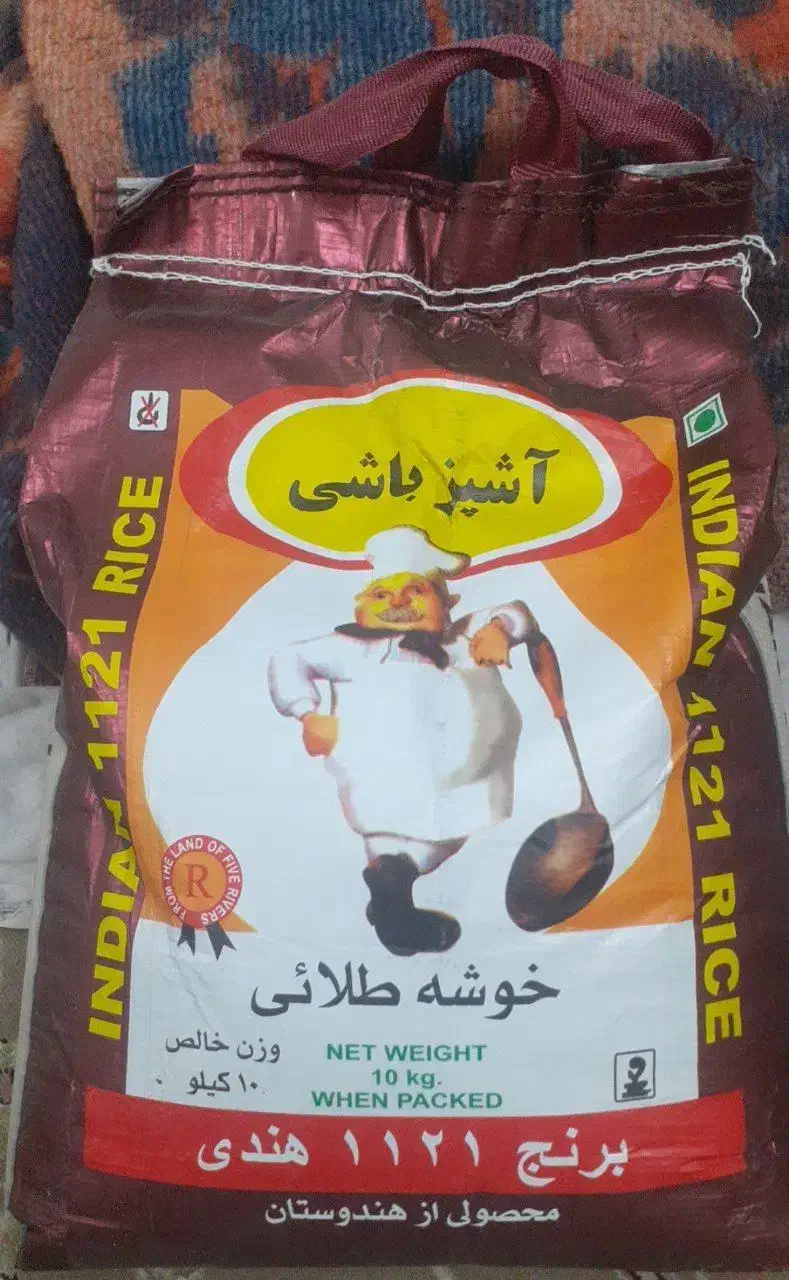 آشپز باشی
INDIAN 1121 RICE
INDIAN 1121 RICE
FROM THE LAND OF FIVE RIVERS
R
خوشه طلائی
وزن خالص
۱۰ کیلو
NET WEIGHT
10 kg.
WHEN PACKED
برنج ۱۱۲۱ هندی
محصولی از هندوستان